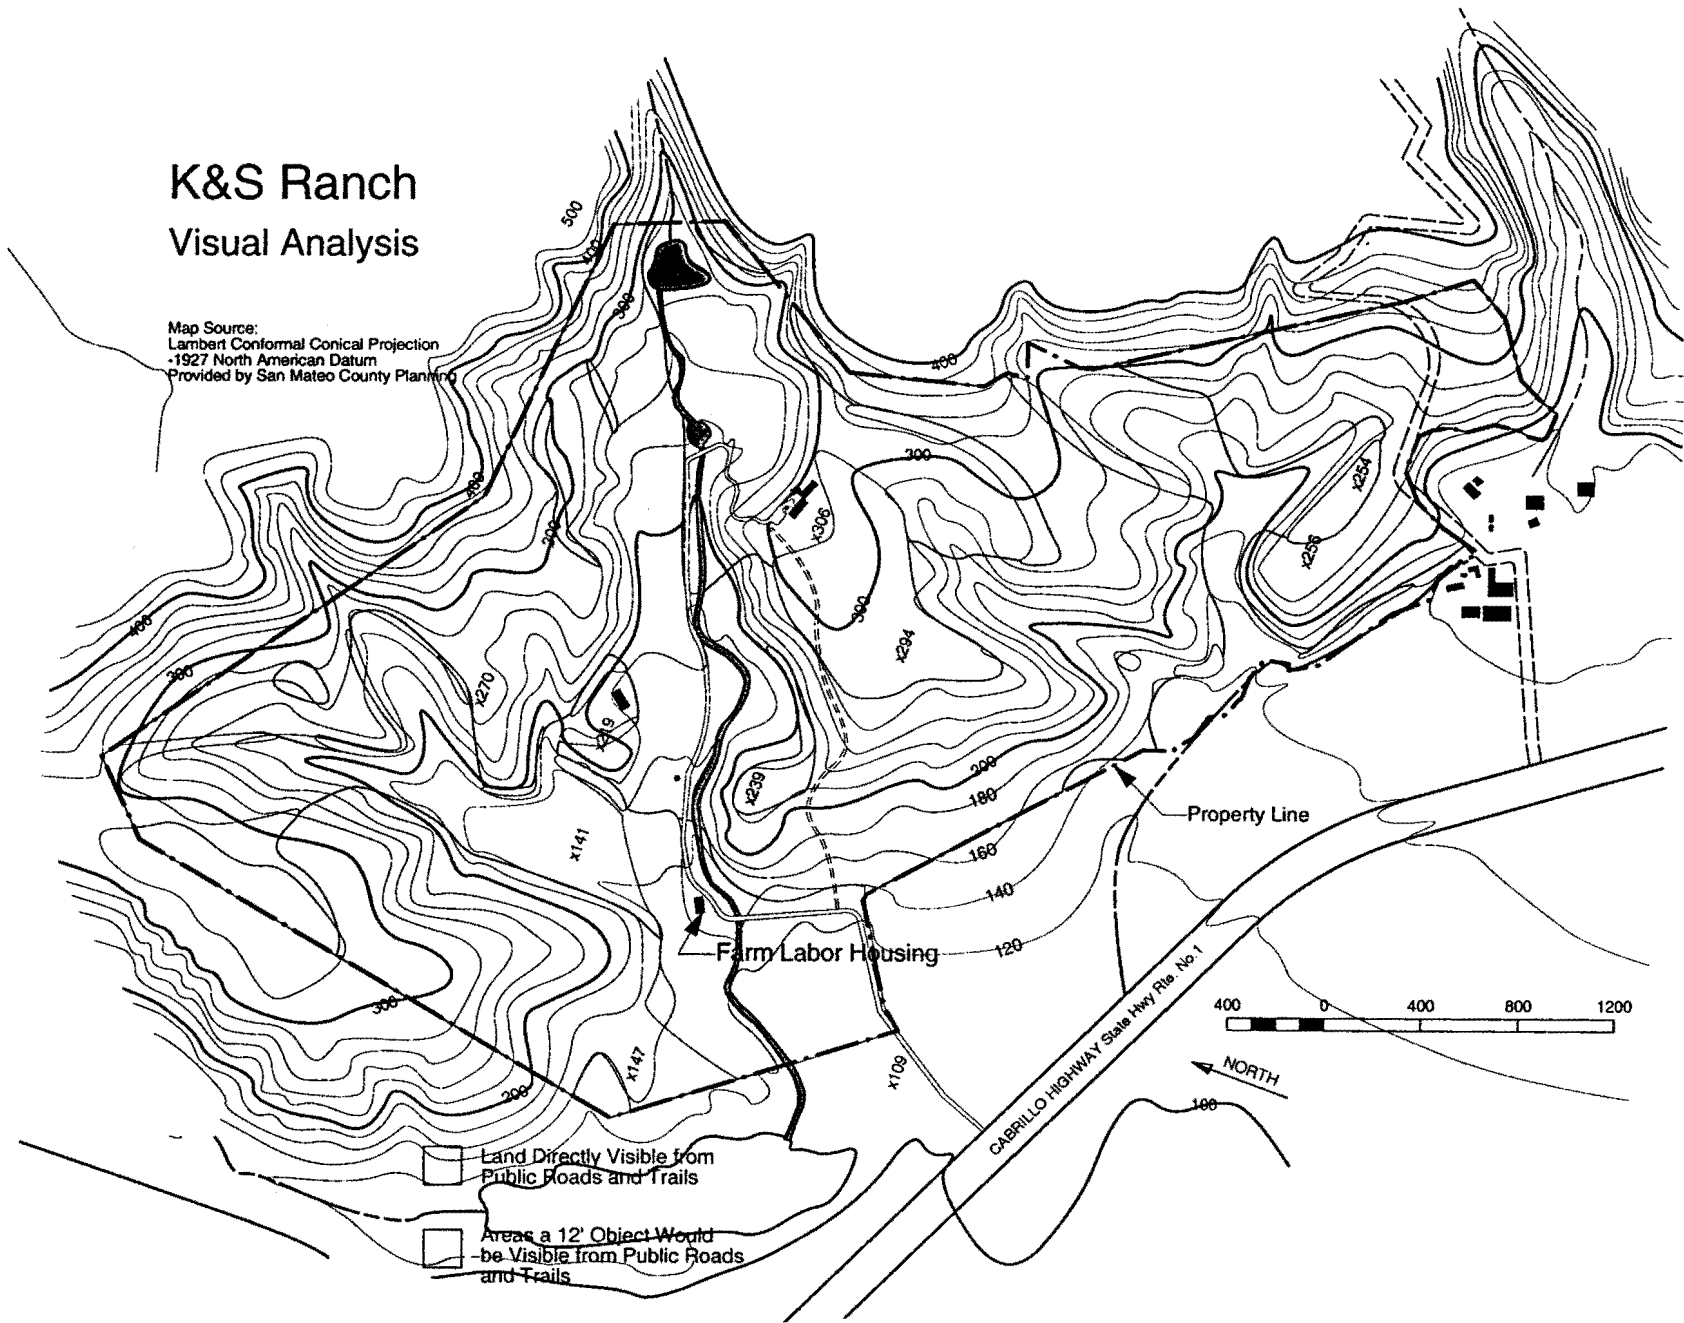 K&S Ranch
Visual Analysis
Map Source:
Lambert Conformal Conical Projection
-1927 North American Datum
Provided by San Mateo County Planning
500
400
300
400
300
400
300
400
300
x306
x254
x256
300
x294
x270
x219
x239
200
180
160
140
120
x141
Property Line
Farm Labor Housing
300
200
x147
x109
CABRILLO HIGHWAY State Hwy Rte. No.1
400 0 400 800 1200
NORTH
100
Land Directly Visible from
Public Roads and Trails
Areas a 12' Object Would
be Visible from Public Roads
and Trails